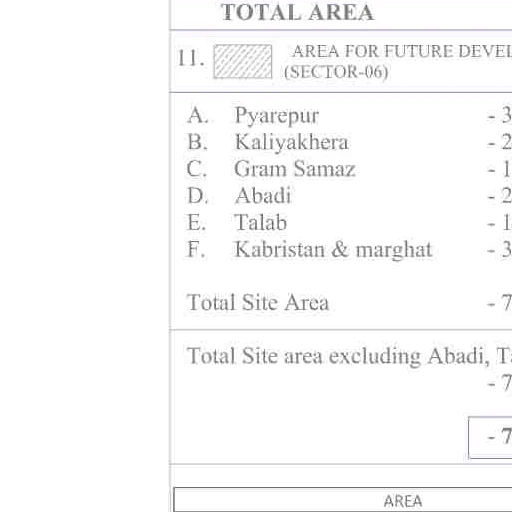 TOTAL AREA
11. AREA FOR FUTURE DEVEL
(SECTOR-06)
A. Pyarepur - 3
B. Kaliyakhera - 2
C. Gram Samaz - 1
D. Abadi - 2
E. Talab - 1
F. Kabristan & marghat - 3
Total Site Area - 7
Total Site area excluding Abadi, Ta
- 7
- 7
AREA